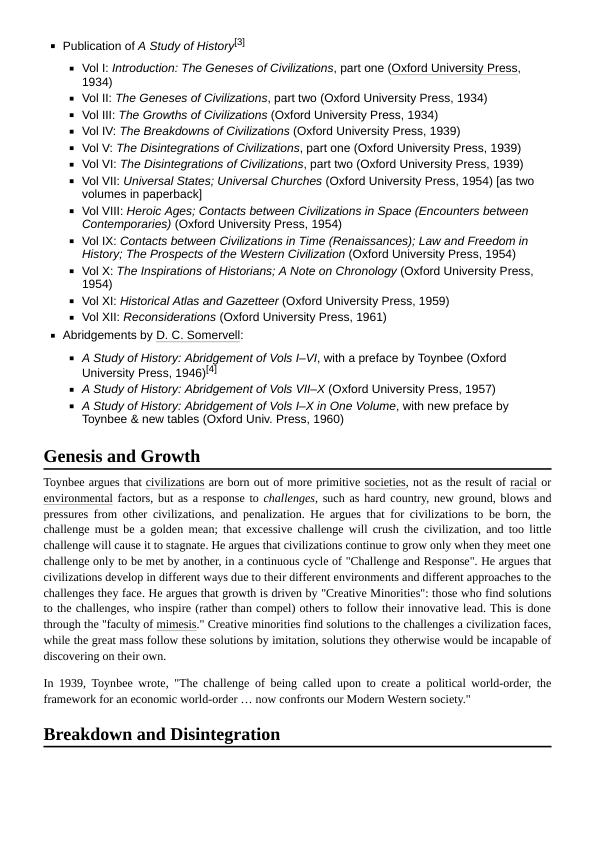 ▪ Publication of A Study of History[3]
▪ Vol I: Introduction: The Geneses of Civilizations, part one (Oxford University Press,
1934)
▪ Vol II: The Geneses of Civilizations, part two (Oxford University Press, 1934)
▪ Vol III: The Growths of Civilizations (Oxford University Press, 1934)
▪ Vol IV: The Breakdowns of Civilizations (Oxford University Press, 1939)
▪ Vol V: The Disintegrations of Civilizations, part one (Oxford University Press, 1939)
▪ Vol VI: The Disintegrations of Civilizations, part two (Oxford University Press, 1939)
▪ Vol VII: Universal States; Universal Churches (Oxford University Press, 1954) [as two
volumes in paperback]
▪ Vol VIII: Heroic Ages; Contacts between Civilizations in Space (Encounters between
Contemporaries) (Oxford University Press, 1954)
▪ Vol IX: Contacts between Civilizations in Time (Renaissances); Law and Freedom in
History; The Prospects of the Western Civilization (Oxford University Press, 1954)
▪ Vol X: The Inspirations of Historians; A Note on Chronology (Oxford University Press,
1954)
▪ Vol XI: Historical Atlas and Gazetteer (Oxford University Press, 1959)
▪ Vol XII: Reconsiderations (Oxford University Press, 1961)
▪ Abridgements by D. C. Somervell:
▪ A Study of History: Abridgement of Vols I–VI, with a preface by Toynbee (Oxford
University Press, 1946)[4]
▪ A Study of History: Abridgement of Vols VII–X (Oxford University Press, 1957)
▪ A Study of History: Abridgement of Vols I–X in One Volume, with new preface by
Toynbee & new tables (Oxford Univ. Press, 1960)
Genesis and Growth
Toynbee argues that civilizations are born out of more primitive societies, not as the result of racial or
environmental factors, but as a response to challenges, such as hard country, new ground, blows and
pressures from other civilizations, and penalization. He argues that for civilizations to be born, the
challenge must be a golden mean; that excessive challenge will crush the civilization, and too little
challenge will cause it to stagnate. He argues that civilizations continue to grow only when they meet one
challenge only to be met by another, in a continuous cycle of "Challenge and Response". He argues that
civilizations develop in different ways due to their different environments and different approaches to the
challenges they face. He argues that growth is driven by "Creative Minorities": those who find solutions
to the challenges, who inspire (rather than compel) others to follow their innovative lead. This is done
through the "faculty of mimesis." Creative minorities find solutions to the challenges a civilization faces,
while the great mass follow these solutions by imitation, solutions they otherwise would be incapable of
discovering on their own.
In 1939, Toynbee wrote, "The challenge of being called upon to create a political world-order, the
framework for an economic world-order … now confronts our Modern Western society."
Breakdown and Disintegration